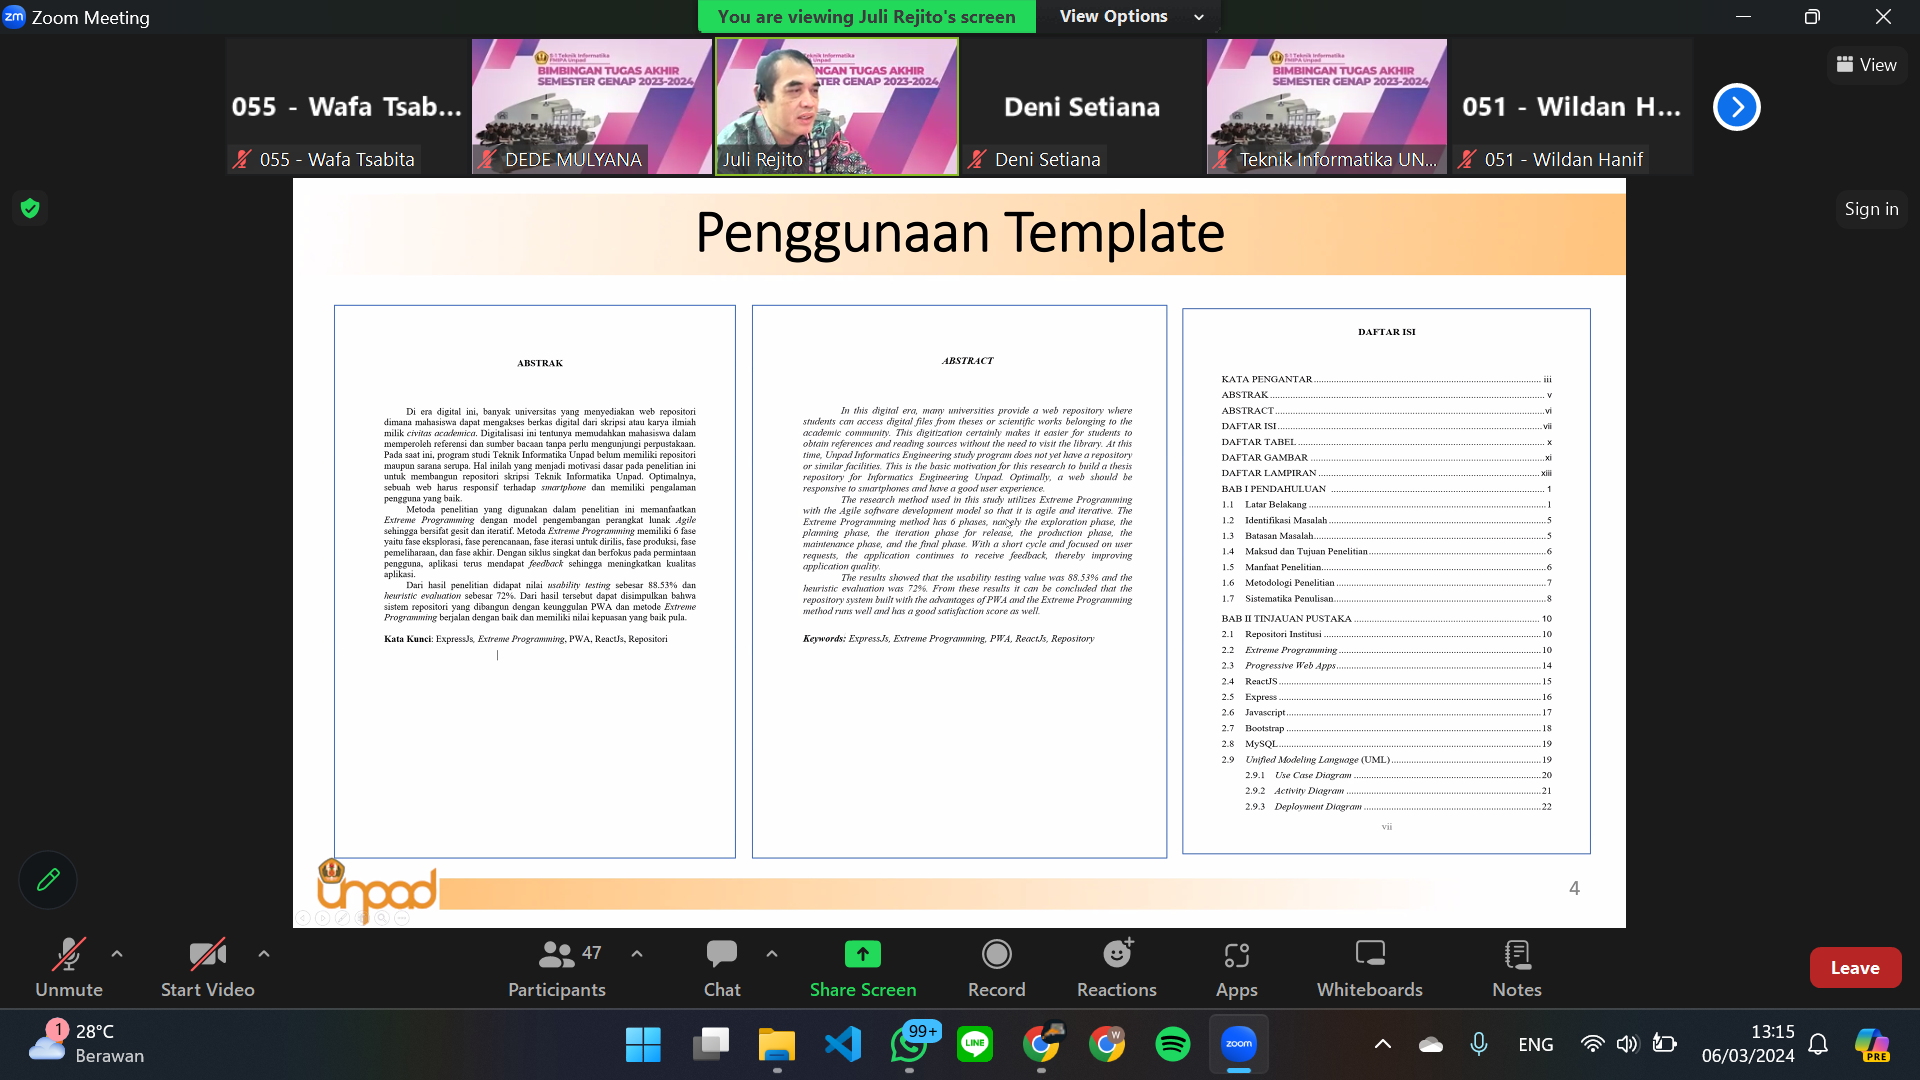 Zoom Meeting
You are viewing Juli Rejito's screen
View Options
055 - Wafa Tsab...
055 - Wafa Tsabita
S-1 Teknik Informatika
FMIPA Unpad
BIMBINGAN TUGAS AKHIR
SEMESTER GENAP 2023-2024
DEDE MULYANA
Teknik Informatika
Unpad
NGAN TUGAS AKHIR
TER GENAP 2023-2024
Juli Rejito
Deni Setiana
Deni Setiana
S-1 Teknik Informatika
FMIPA Unpad
BIMBINGAN TUGAS AKHIR
SEMESTER GENAP 2023-2024
Teknik Informatika UN...
051 - Wildan H...
051 - Wildan Hanif
View
Sign in
Penggunaan Template
ABSTRAK
Di era digital ini, banyak universitas yang menyediakan web repositori
dimana mahasiswa dapat mengakses berkas digital dari skripsi atau karya ilmiah
milik civitas academica. Digitalisasi ini tentunya memudahkan mahasiswa dalam
memperoleh referensi dan sumber bacaan tanpa perlu mengunjungi perpustakaan.
Pada saat ini, program studi Teknik Informatika Unpad belum memiliki repositori
maupun sarana serupa. Hal inilah yang menjadi motivasi dasar pada penelitian ini
untuk membangun repositori skripsi Teknik Informatika Unpad. Optimalnya,
sebuah web harus responsif terhadap smartphone dan memiliki pengalaman
pengguna yang baik.
Metoda penelitian yang digunakan dalam penelitian ini memanfaatkan
Extreme Programming dengan model pengembangan perangkat lunak Agile
sehingga bersifat gesit dan iteratif. Metoda Extreme Programming memiliki 6 fase
yaitu fase eksplorasi, fase perencanaan, fase iterasi untuk dirilis, fase produksi, fase
pemeliharaan, dan fase akhir. Dengan siklus singkat dan berfokus pada permintaan
pengguna, aplikasi terus mendapat feedback sehingga meningkatkan kualitas
aplikasi.
Dari hasil penelitian didapat nilai usability testing sebesar 88.53% dan
heuristic evaluation sebesar 72%. Dari hasil tersebut dapat disimpulkan bahwa
sistem repositori yang dibangun dengan keunggulan PWA dan metode Extreme
Programming berjalan dengan baik dan memiliki nilai kepuasan yang baik pula.
Kata Kunci: ExpressJs, Extreme Programming, PWA, ReactJs, Repositori
ABSTRACT
In this digital era, many universities provide a web repository where
students can access digital files from theses or scientific works belonging to the
academic community. This digitization certainly makes it easier for students to
obtain references and reading sources without the need to visit the library. At this
time, Unpad Informatics Engineering study program does not yet have a repository
or similar facilities. This is the basic motivation for this research to build a thesis
repository for Informatics Engineering Unpad. Optimally, a web should be
responsive to smartphones and have a good user experience.
The research method used in this study utilizes Extreme Programming
with the Agile software development model so that it is agile and iterative. The
Extreme Programming method has 6 phases, namely the exploration phase, the
planning phase, the iteration phase for release, the production phase, the
maintenance phase, and the final phase. With a short cycle and focused on user
requests, the application continues to receive feedback, thereby improving
application quality.
The results showed that the usability testing value was 88.53% and the
heuristic evaluation was 72%. From these results it can be concluded that the
repository system built with the advantages of PWA and the Extreme Programming
method runs well and has a good satisfaction score as well.
Keywords: ExpressJs, Extreme Programming, PWA, ReactJs, Repository
DAFTAR ISI
KATA PENGANTAR iii
ABSTRAK v
ABSTRACT vi
DAFTAR ISI vii
DAFTAR TABEL x
DAFTAR GAMBAR xi
DAFTAR LAMPIRAN xiii
BAB I PENDAHULUAN 1
1.1 Latar Belakang 1
1.2 Identifikasi Masalah 5
1.3 Batasan Masalah 5
1.4 Maksud dan Tujuan Penelitian 6
1.5 Manfaat Penelitian 6
1.6 Metodologi Penelitian 7
1.7 Sistematika Penulisan 8
BAB II TINJAUAN PUSTAKA 10
2.1 Repositori Institusi 10
2.2 Extreme Programming 10
2.3 Progressive Web Apps 14
2.4 ReactJS 15
2.5 Express 16
2.6 Javascript 17
2.7 Bootstrap 18
2.8 MySQL 19
2.9 Unified Modeling Language (UML) 19
2.9.1 Use Case Diagram 20
2.9.2 Activity Diagram 21
2.9.3 Deployment Diagram 22
vii
unpad
4
Unmute
Start Video
47
Participants
Chat
Share Screen
Record
Reactions
Apps
Whiteboards
Notes
Leave
1
28°C
Berawan
99+
LINE
W
zoom
ENG
13:15
06/03/2024
PRE